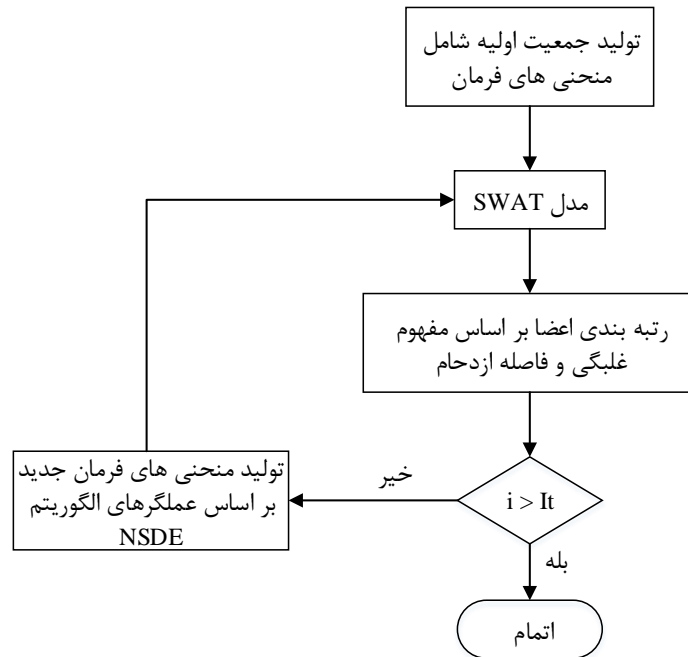 تولید جمعیت اولیه شامل
منحنی های فرمان
مدل SWAT
رتبه بندی اعضا بر اساس مفهوم
غلبگی و فاصله ازدحام
i > It
خیر
تولید منحنی های فرمان جدید
بر اساس عملگرهای الگوریتم
NSDE
بله
اتمام